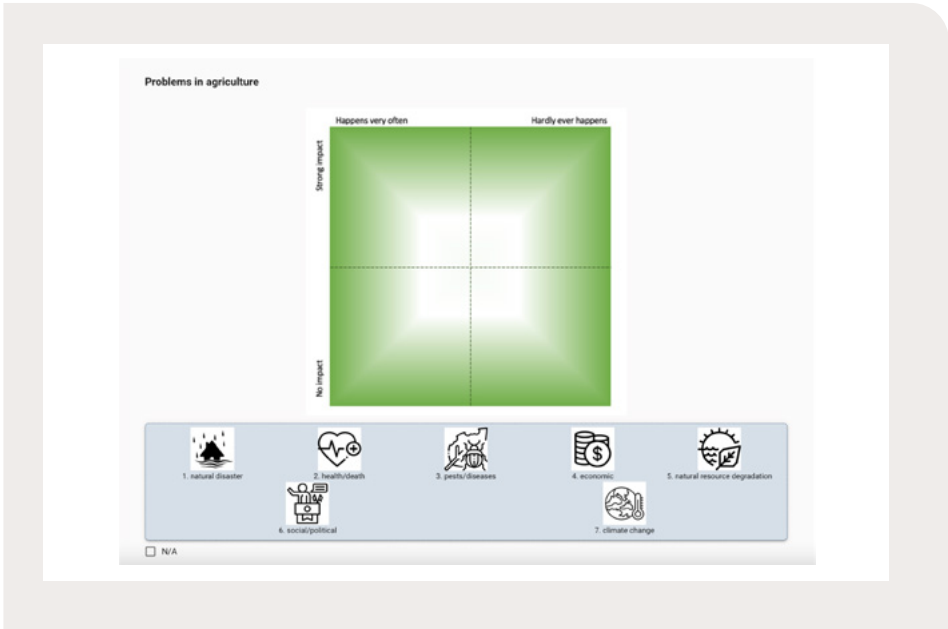 Problems in agriculture
Happens very often
Hardly ever happens
Strong impact
No impact
1. natural disaster
2. health/death
3. pests/diseases
4. economic
5. natural resource degradation
6. social/political
7. climate change
N/A